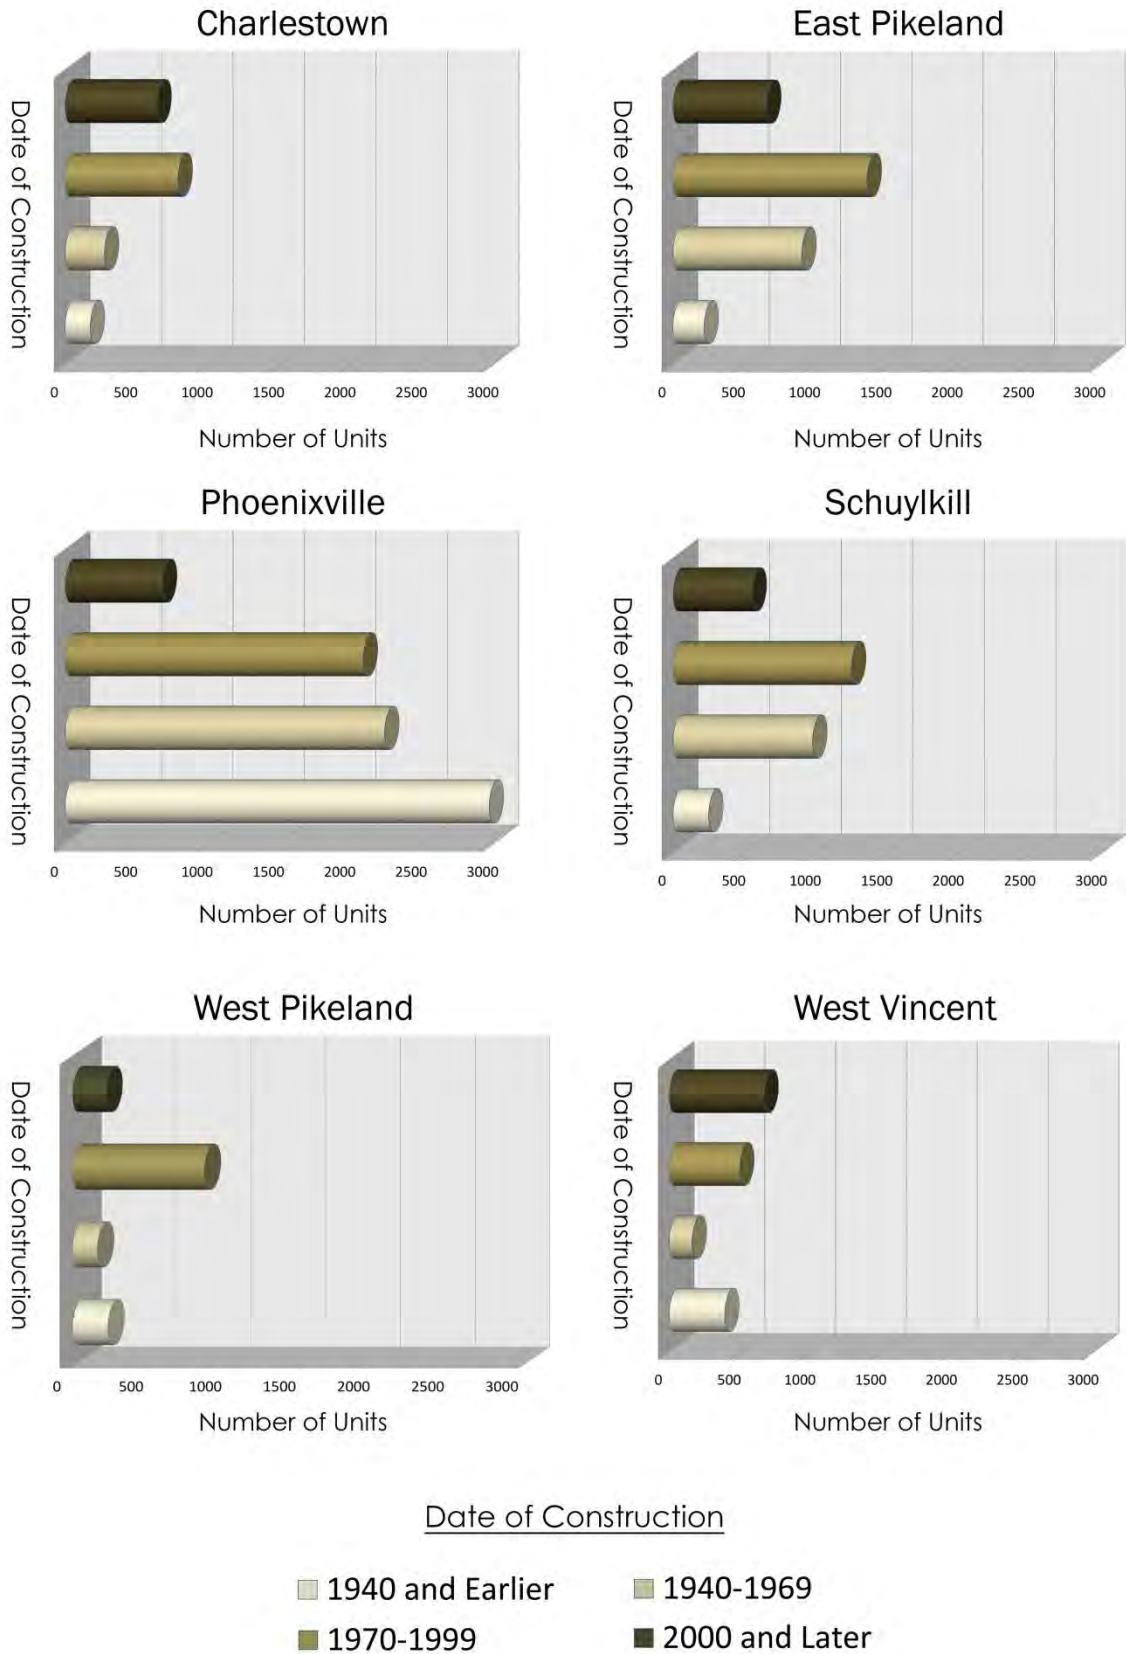 Charlestown
Date of Construction
0 500 1000 1500 2000 2500 3000
Number of Units
East Pikeland
Date of Construction
0 500 1000 1500 2000 2500 3000
Number of Units
Phoenixville
Date of Construction
0 500 1000 1500 2000 2500 3000
Number of Units
Schuylkill
Date of Construction
0 500 1000 1500 2000 2500 3000
Number of Units
West Pikeland
Date of Construction
0 500 1000 1500 2000 2500 3000
Number of Units
West Vincent
Date of Construction
0 500 1000 1500 2000 2500 3000
Number of Units
Date of Construction
1940 and Earlier
1940-1969
1970-1999
2000 and Later